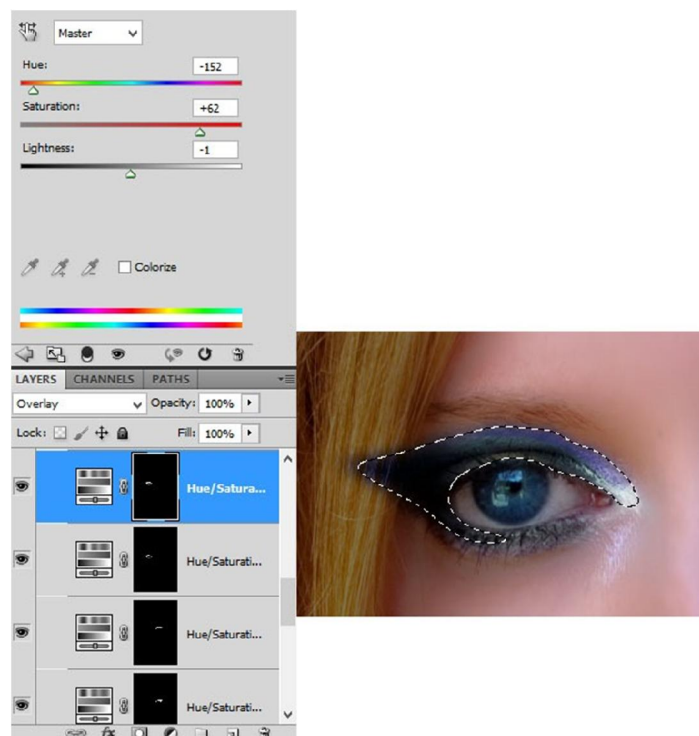 Master
Hue:
-152
Saturation:
+62
Lightness:
-1
Colorize
LAYERS CHANNELS PATHS
Overlay Opacity: 100%
Lock: Fill: 100%
Hue/Satura...
Hue/Saturati...
Hue/Saturati...
Hue/Saturati...
fx